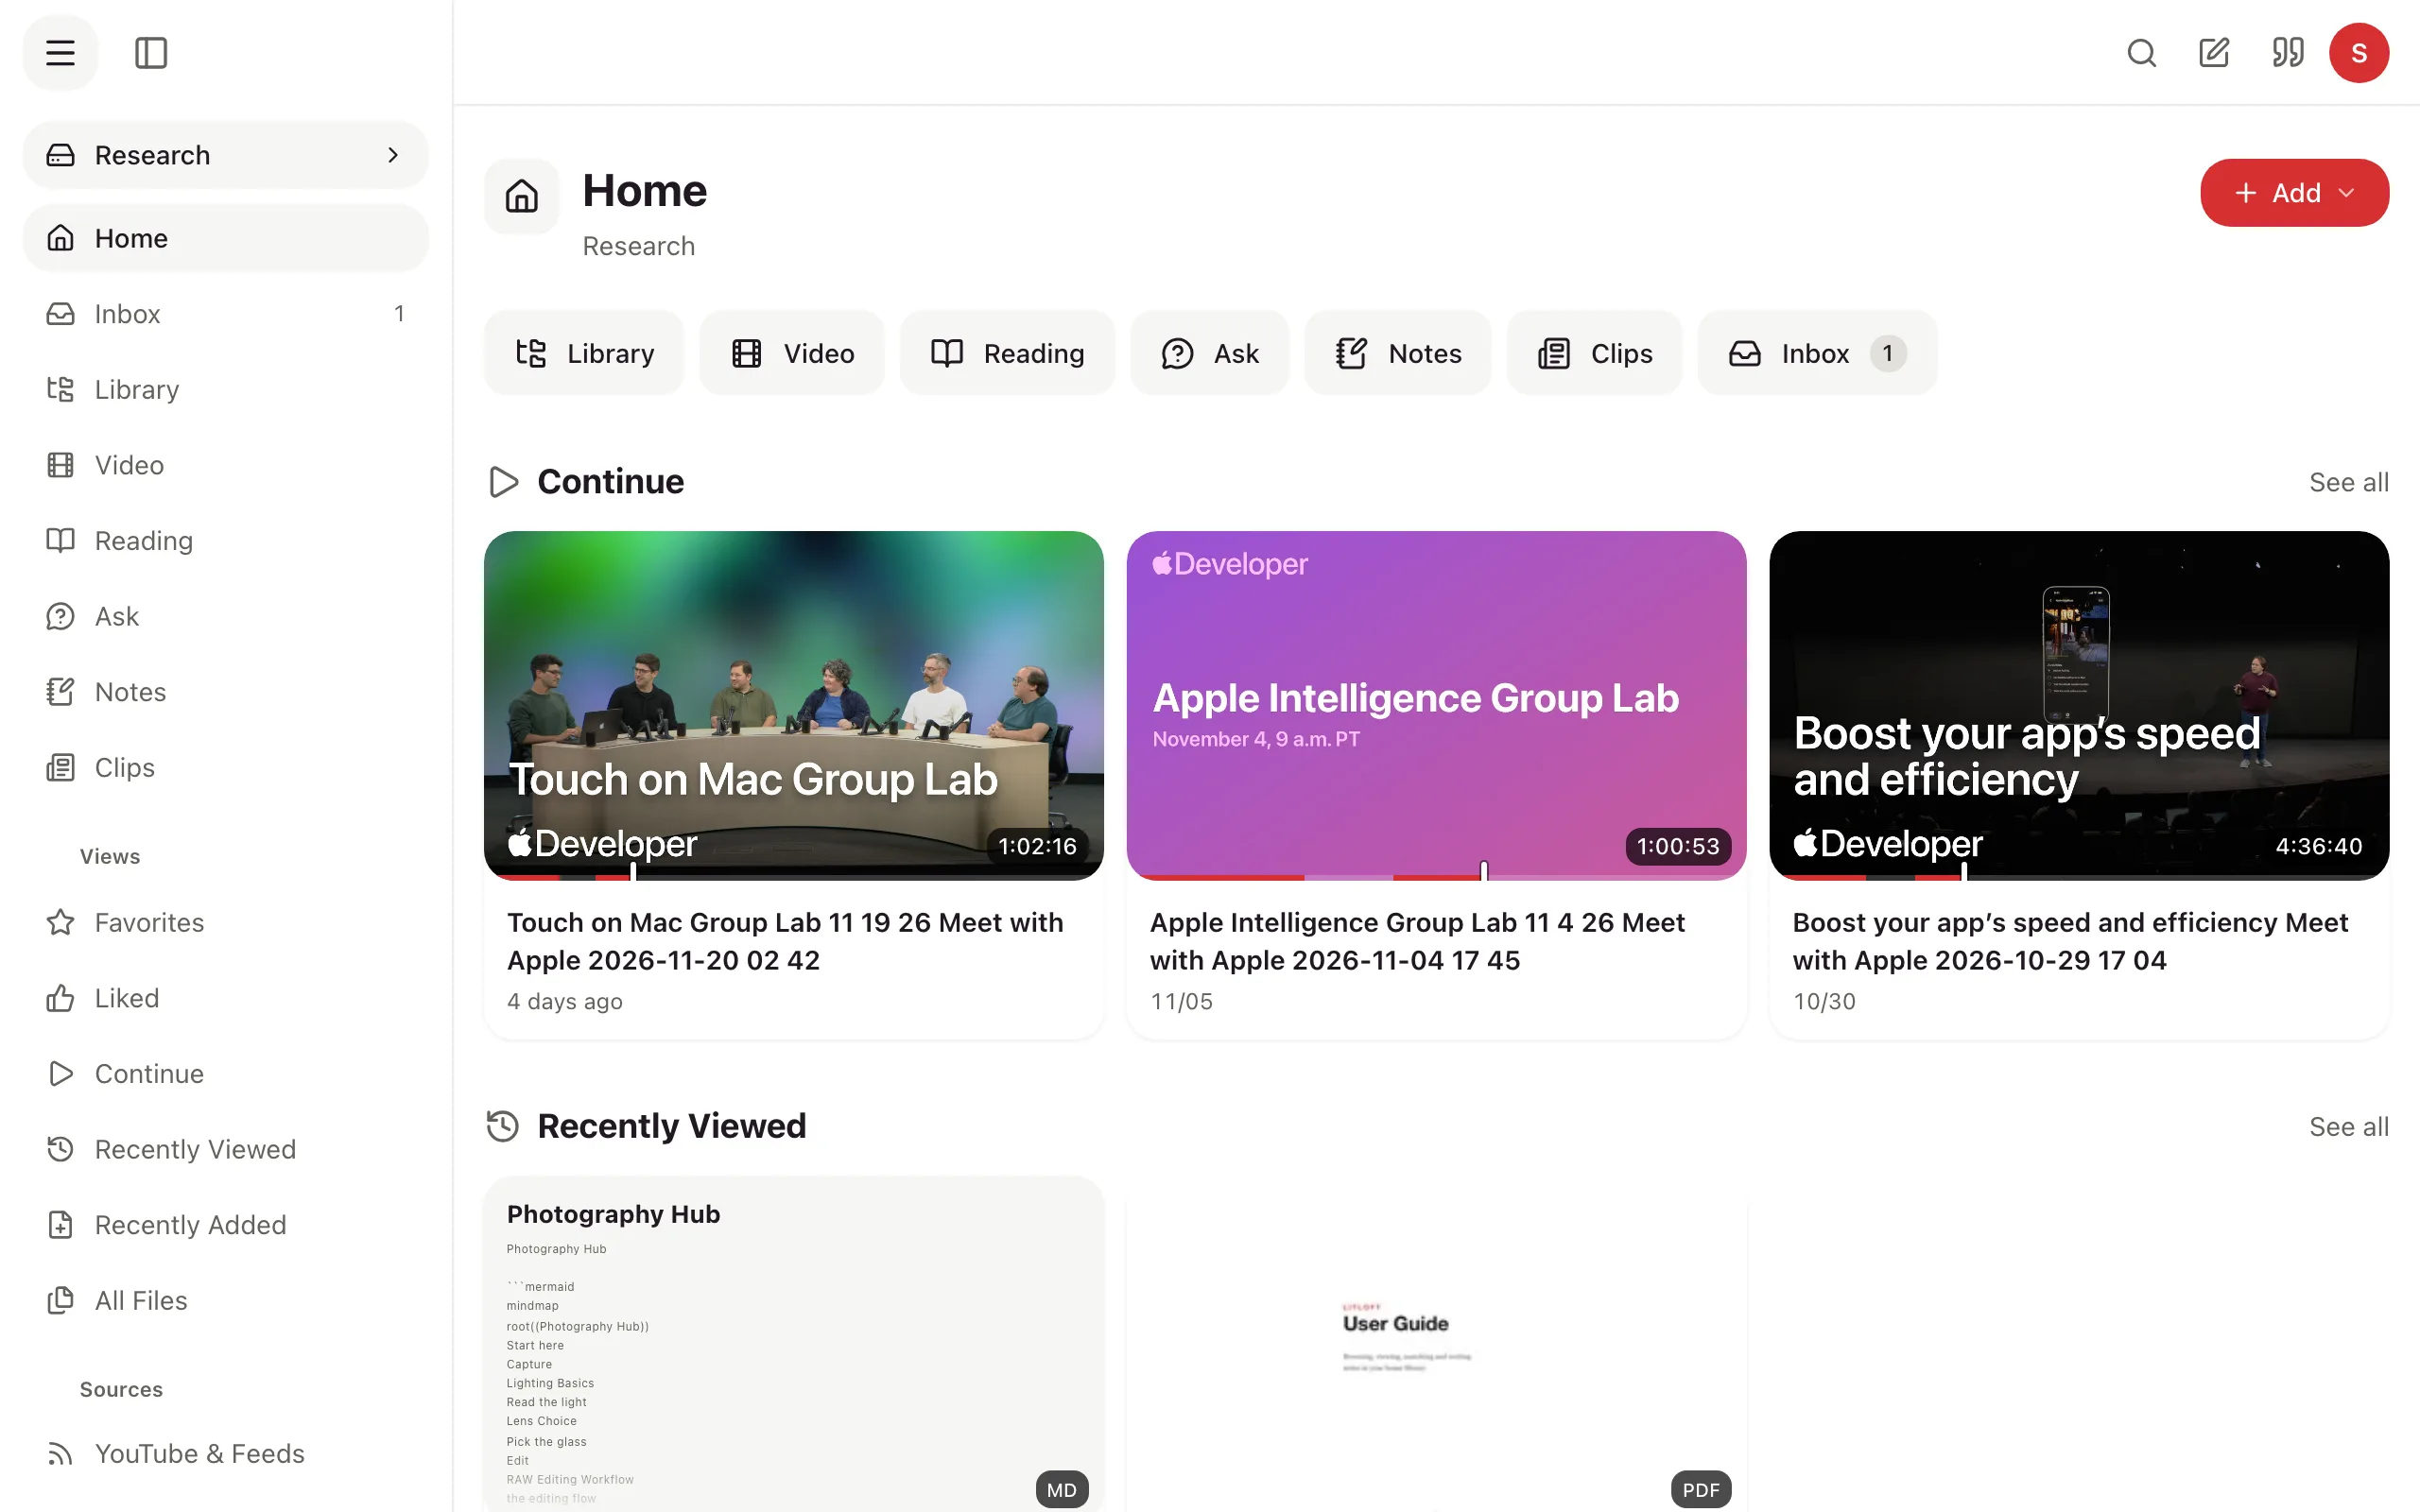 S
Research
Home
Inbox 1
Library
Video
Reading
Ask
Notes
Clips
Views
Favorites
Liked
Continue
Recently Viewed
Recently Added
All Files
Sources
YouTube & Feeds
Home
Research
Add
Library
Video
Reading
Ask
Notes
Clips
Inbox 1
Continue
See all
Touch on Mac Group Lab
Developer
1:02:16
Touch on Mac Group Lab 11 19 26 Meet with
Apple 2026-11-20 02 42
4 days ago
Developer
Apple Intelligence Group Lab
November 4, 9 a.m. PT
1:00:53
Apple Intelligence Group Lab 11 4 26 Meet
with Apple 2026-11-04 17 45
11/05
Boost your app’s speed
and efficiency
Developer
4:36:40
Boost your app’s speed and efficiency Meet
with Apple 2026-10-29 17 04
10/30
Recently Viewed
See all
Photography Hub
Photography Hub
```mermaid
mindmap
root((Photography Hub))
Start here
Capture
Lighting Basics
Read the light
Lens Choice
Pick the glass
Edit
RAW Editing Workflow
the editing flow
MD
LITLOFT
User Guide
PDF